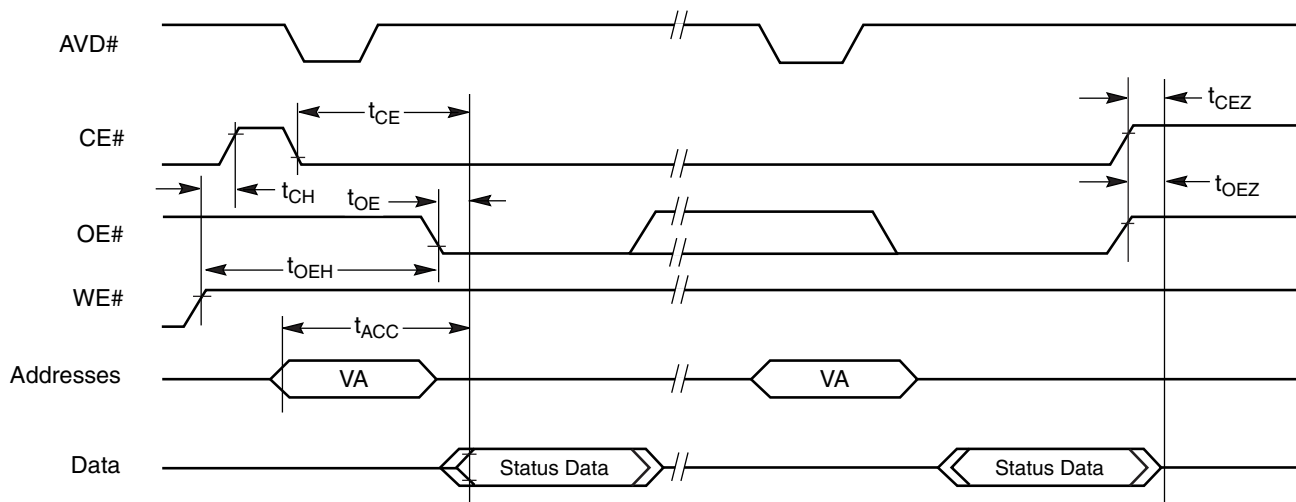 AVD#
tCEZ
tCE
CE#
tCH
tOE
tOEZ
OE#
tOEH
WE#
tACC
Addresses
VA
VA
Data
Status Data
Status Data